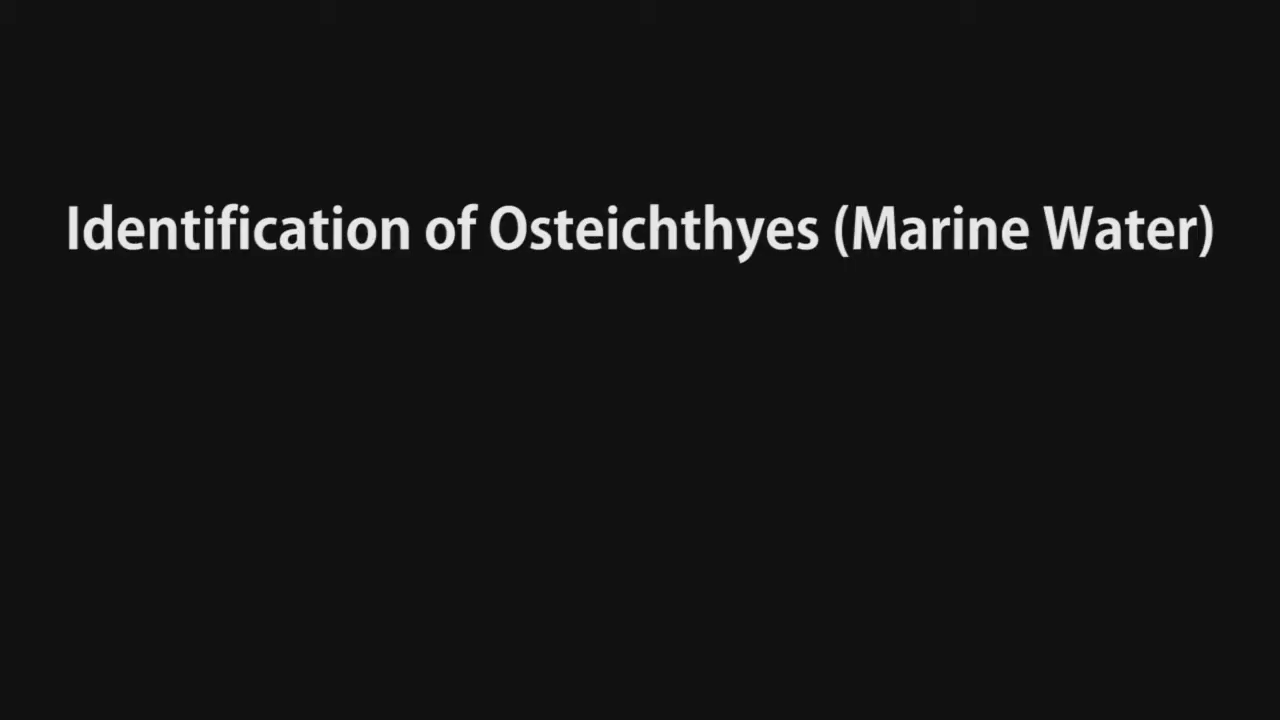 Identification of Osteichthyes (Marine Water)